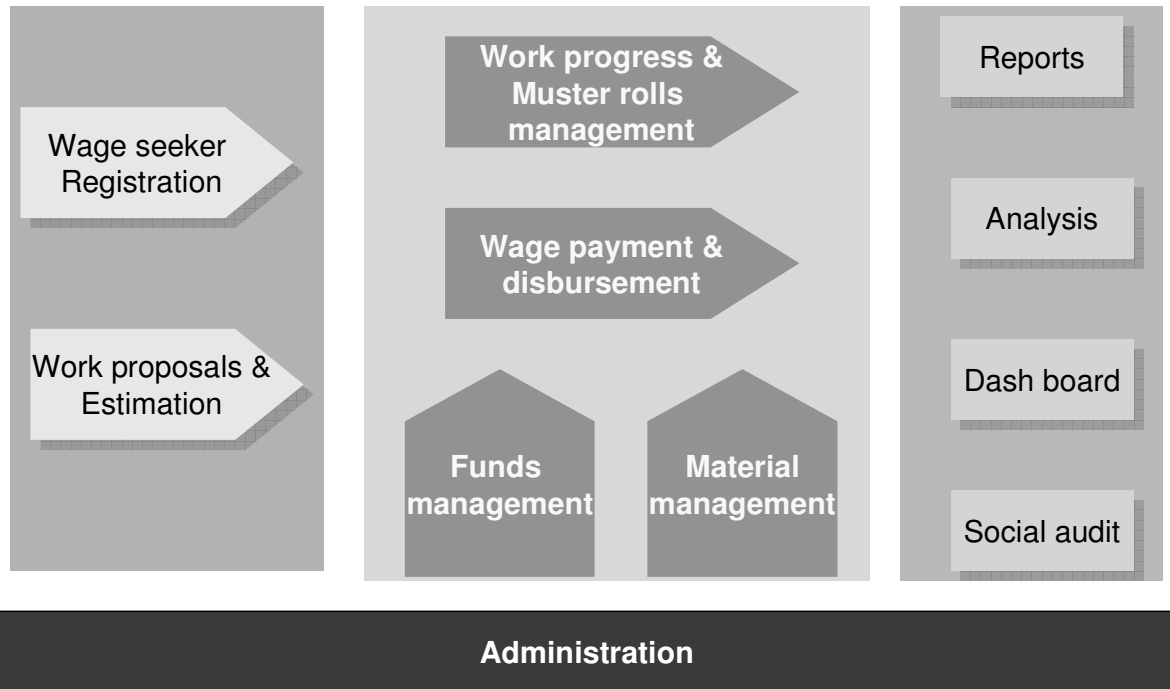 Wage seeker
Registration
Work proposals &
Estimation
Work progress &
Muster rolls
management
Wage payment &
disbursement
Funds
management
Material
management
Reports
Analysis
Dash board
Social audit
Administration